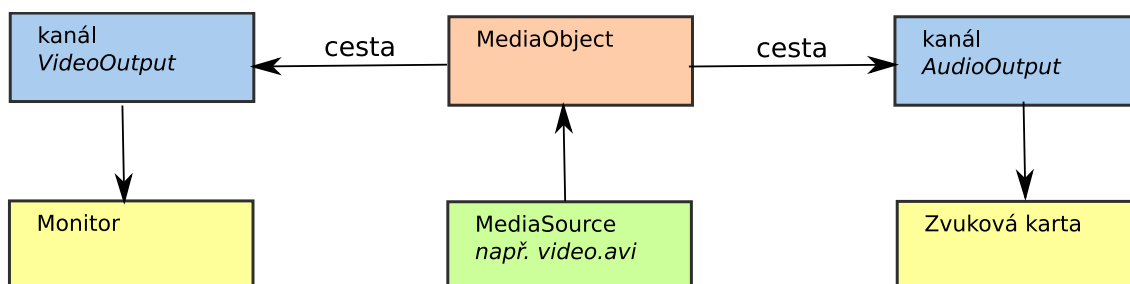 kanál
VideoOutput
cesta
MediaObject
cesta
kanál
AudioOutput
Monitor
MediaSource
např. video.avi
Zvuková karta